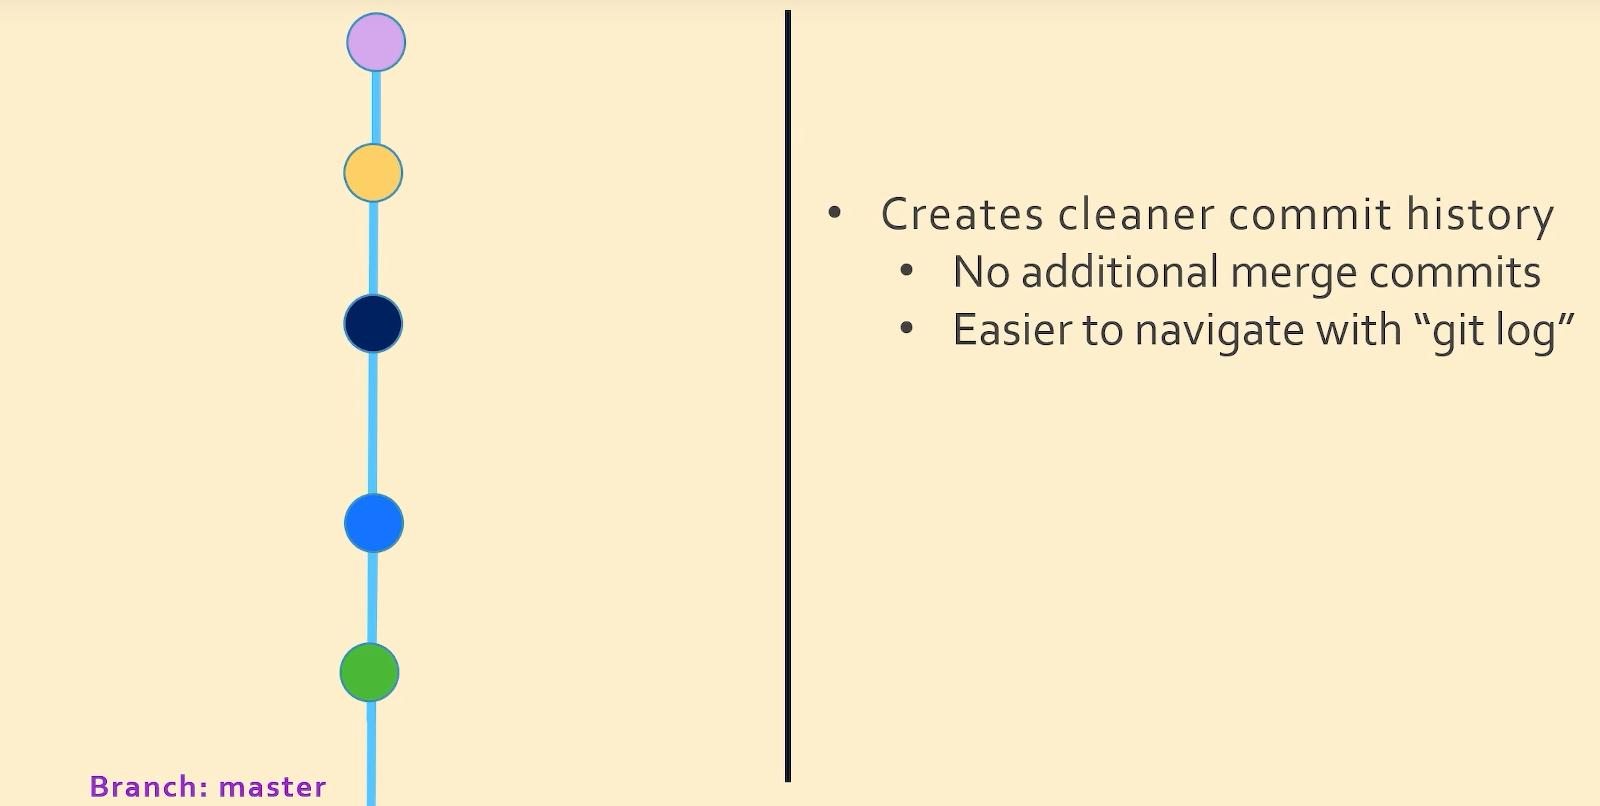 • Creates cleaner commit history
• No additional merge commits
• Easier to navigate with “git log”
Branch: master